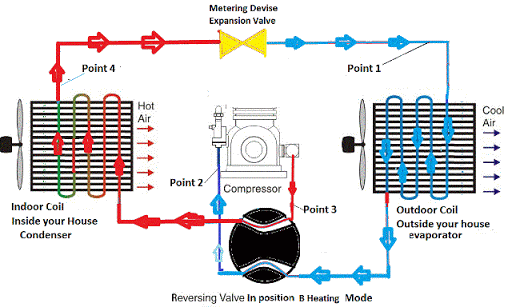 Metering Devise
Expansion Valve
Point 4
Point 1
Hot
Air
Cool
Air
Point 2
Compressor
Point 3
Indoor Coil
Inside your House
Condenser
Outdoor Coil
Outside your house
evaporator
Reversing Valve In position B Heating Mode